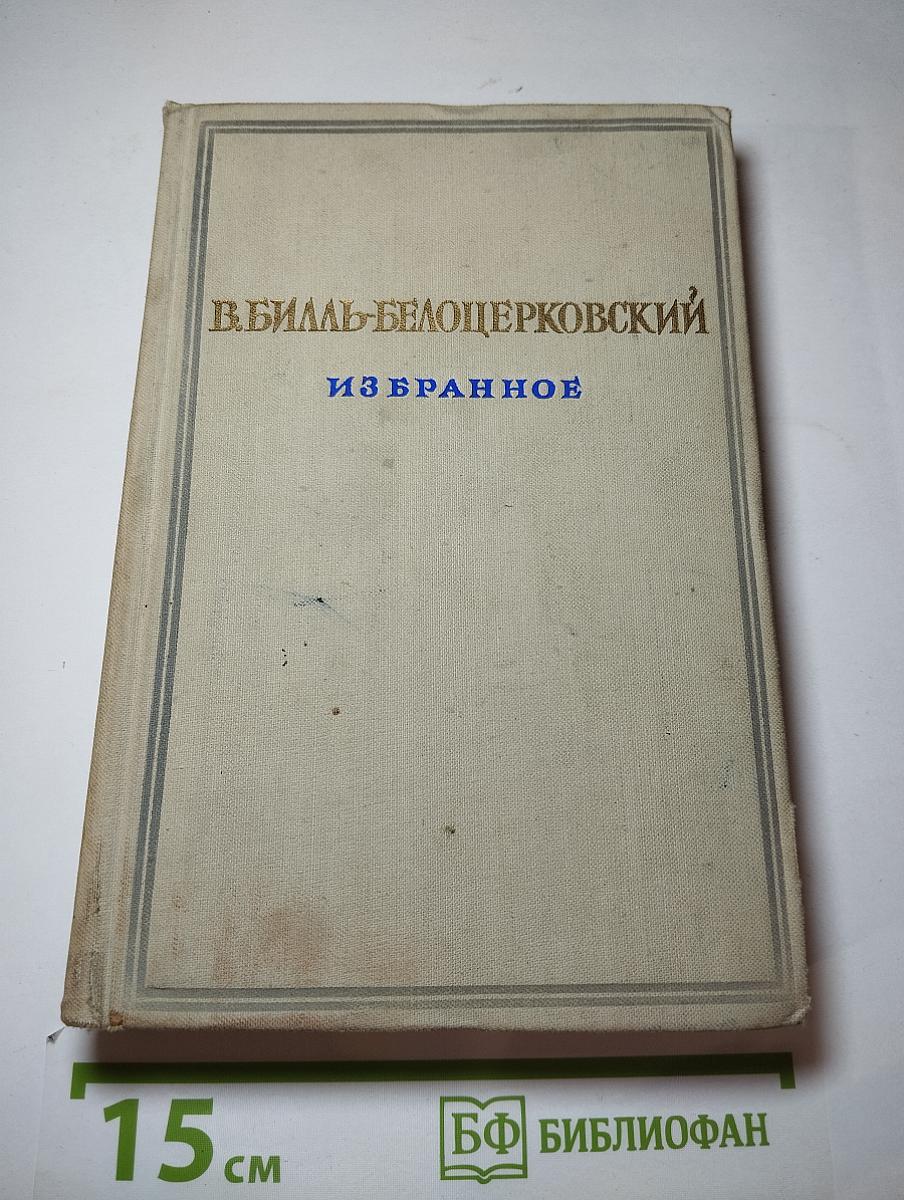 В. БИЛЛЬ-БЕЛОЦЕРКОВСКИЙ
ИЗБРАННОЕ
15 см
БФ БИБЛИОФАН